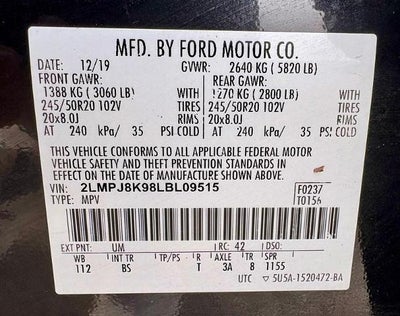 MFD. BY FORD MOTOR CO.
DATE: 12/19 GVWR: 2640 KG ( 5820 LB)
FRONT GAWR: REAR GAWR:
1388 KG ( 3060 LB) 1270 KG ( 2800 LB)
245/50R20 102V TIRES 245/50R20 102V TIRES
20x8.0J RIMS 20x8.0J RIMS
AT 240 kPa/ 35 PSI COLD AT 240 kPa/ 35 PSI COLD
THIS VEHICLE CONFORMS TO ALL APPLICABLE FEDERAL MOTOR
VEHICLE SAFETY AND THEFT PREVENTION STANDARDS IN
EFFECT ON THE DATE OF MANUFACTURE SHOWN ABOVE.
VIN: 2LMPJ8K98LBL09515 F0237
TYPE: MPV T0156
EXT PNT: UM RC: 42 DSO:
WB INT TR TP/PS R AXLE TR SPR
112 BS T 3A 8 1155
UTC 5U5A-1520472-BA